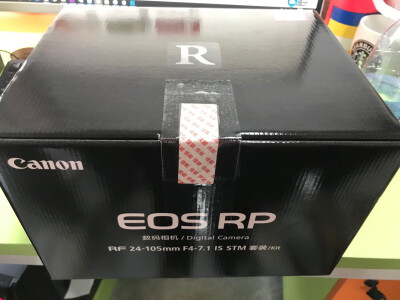 R
Canon
EOS RP
数码相机 / Digital Camera
RF 24-105mm F4-7.1 IS STM 套装/Kit